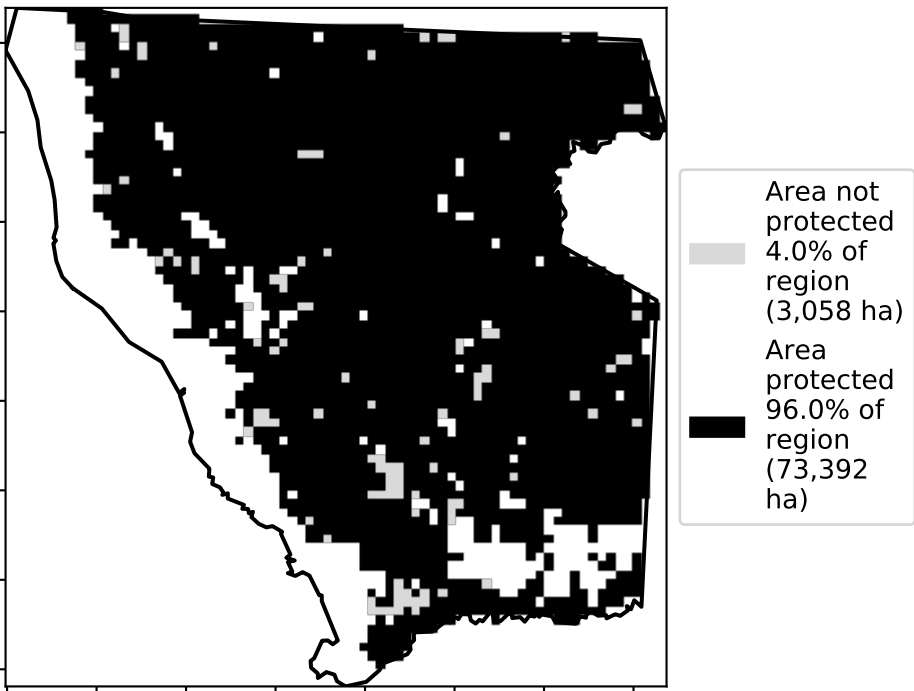 Area not
protected
4.0% of
region
(3,058 ha)
Area
protected
96.0% of
region
(73,392
ha)